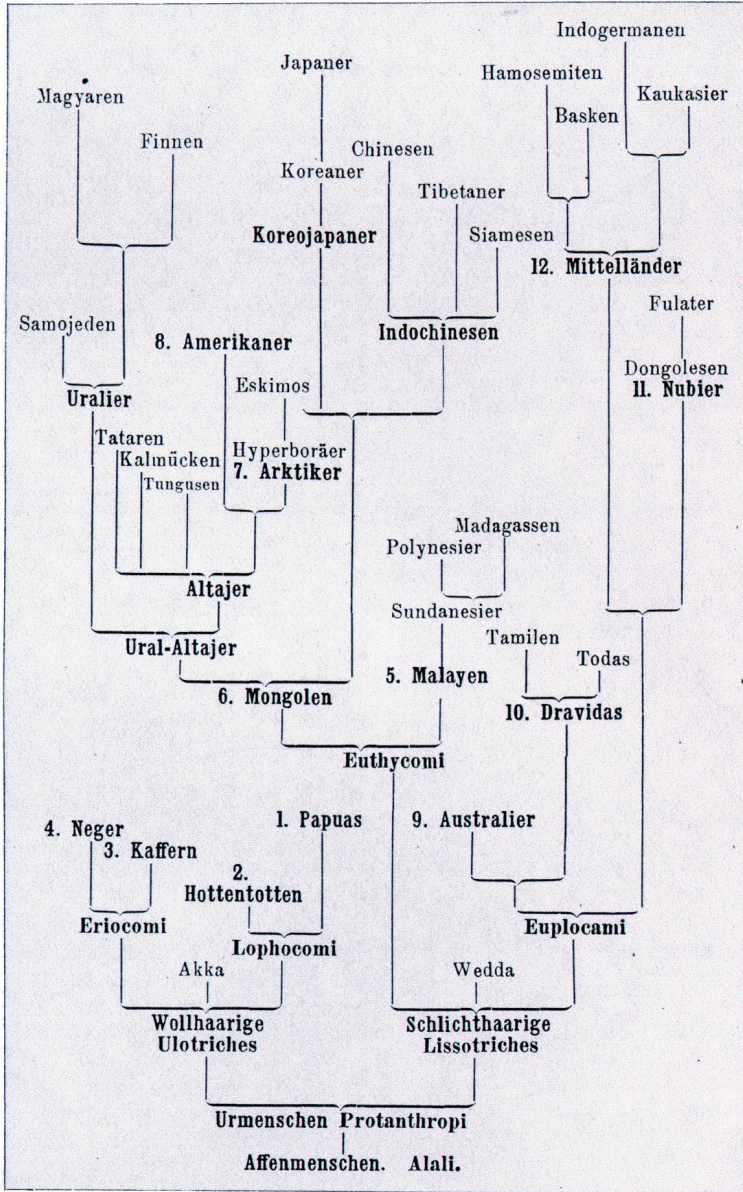 Indogermanen
Japaner
Hamosemiten
Magyaren
Kaukasier
Basken
Finnen
Chinesen
Koreaner
Tibetaner
Koreojapaner
Siamesen
12. Mittelländer
Fulater
Samojeden
Indochinesen
8. Amerikaner
Dongolesen
Eskimos
11. Nubier
Uralier
Tataren
Hyperboräer
Kalmücken
7. Arktiker
Tungusen
Madagassen
Polynesier
Altajer
Sundanesier
Tamilen
Ural-Altajer
Todas
5. Malayen
6. Mongolen
10. Dravidas
Euthycomi
1. Papuas
9. Australier
4. Neger
3. Kaffern
2.
Hottentotten
Eriocomi
Euplocami
Lophocomi
Akka
Wedda
Wollhaarige
Ulotriches
Schlichthaarige
Lissotriches
Urmenschen Protanthropi
Affenmenschen. Alali.